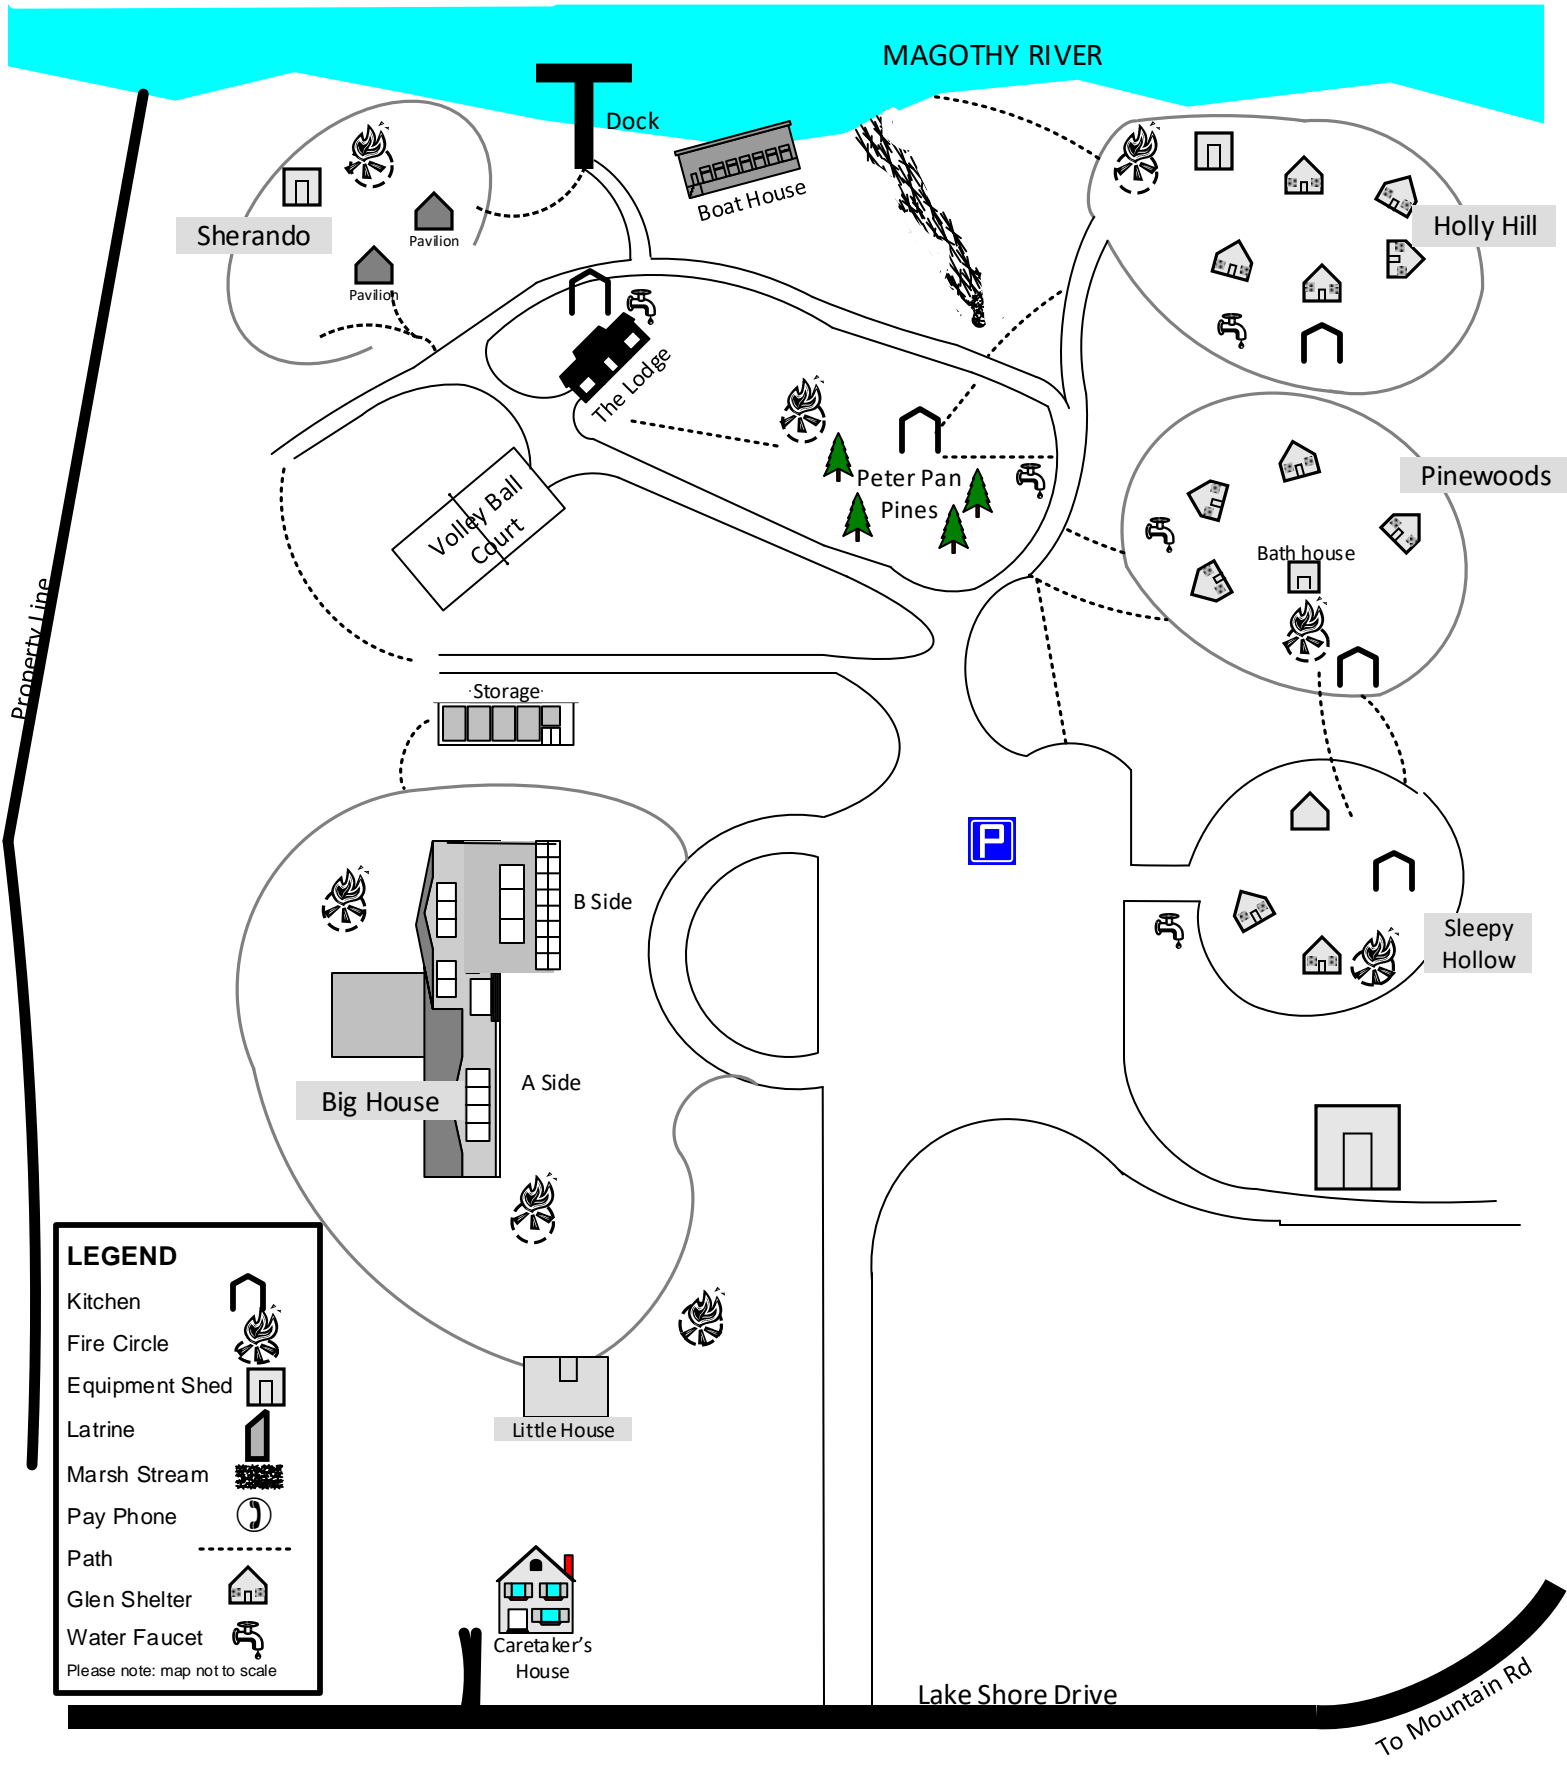 MAGOTHY RIVER
Dock
Boat House
Sherando
Pavilion
Pavilion
Holly Hill
The Lodge
Peter Pan
Pines
Volley Ball
Court
Pinewoods
Bath house
Property Line
Storage
P
B Side
Sleepy
Hollow
A Side
Big House
LEGEND
Kitchen
Fire Circle
Equipment Shed
Latrine
Marsh Stream
Pay Phone
Path
Glen Shelter
Water Faucet
Please note: map not to scale
Little House
Caretaker’s
House
Lake Shore Drive
To Mountain Rd